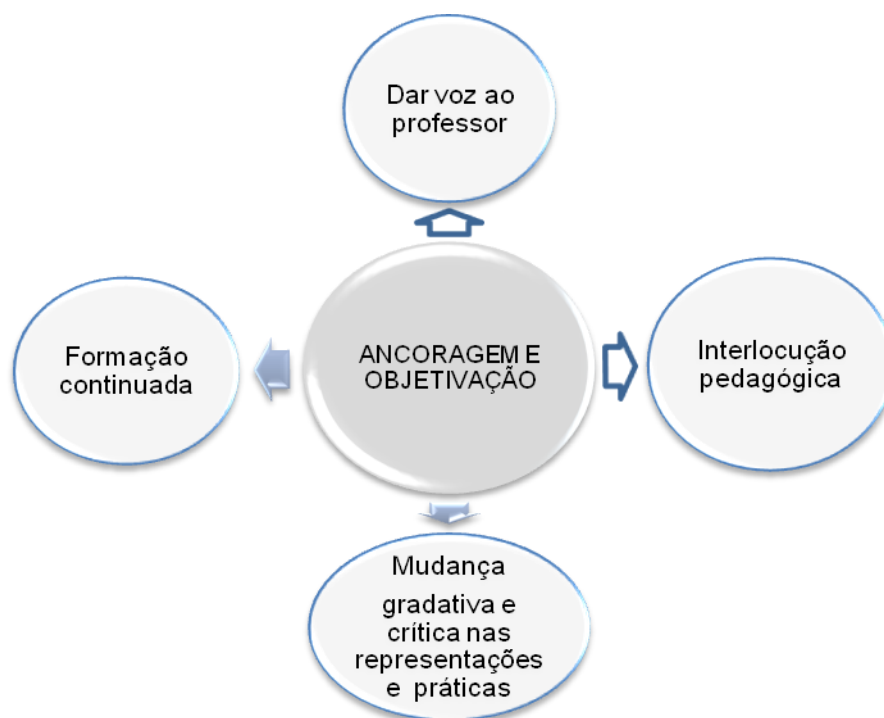 Dar voz ao
professor
Formação
continuada
ANCORAGEM E
OBJETIVAÇÃO
Interlocução
pedagógica
Mudança
gradativa e
crítica nas
representações
e práticas